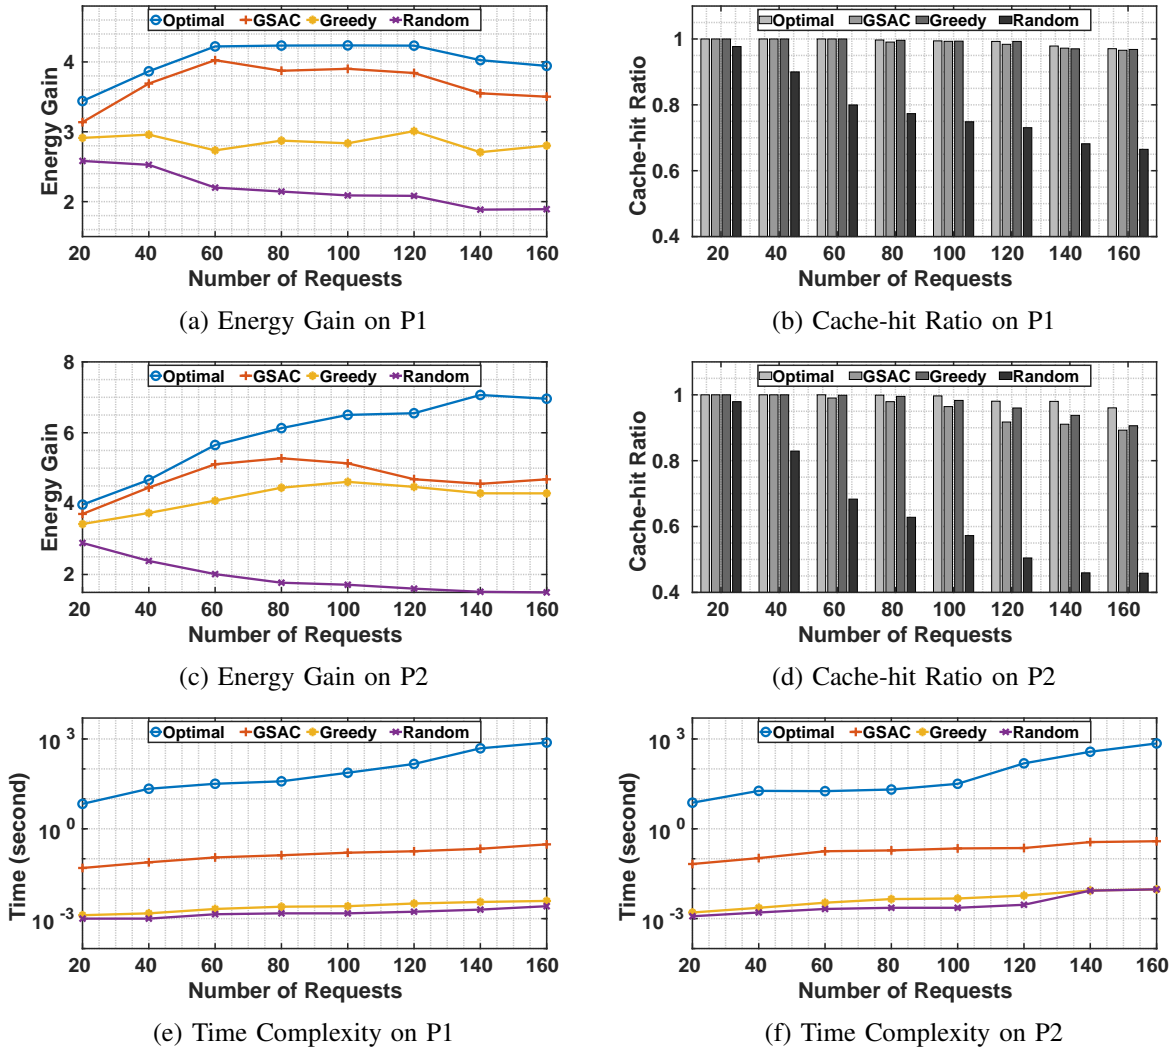 Optimal GSAC Greedy Random
4
3
2
Energy Gain
20 40 60 80 100 120 140 160
Number of Requests
(a) Energy Gain on P1
Optimal GSAC Greedy Random
1
0.8
0.6
0.4
Cache-hit Ratio
20 40 60 80 100 120 140 160
Number of Requests
(b) Cache-hit Ratio on P1
Optimal GSAC Greedy Random
8
6
4
2
Energy Gain
20 40 60 80 100 120 140 160
Number of Requests
(c) Energy Gain on P2
Optimal GSAC Greedy Random
1
0.8
0.6
0.4
Cache-hit Ratio
20 40 60 80 100 120 140 160
Number of Requests
(d) Cache-hit Ratio on P2
Optimal GSAC Greedy Random
10^3
10^0
10^-3
Time (second)
20 40 60 80 100 120 140 160
Number of Requests
(e) Time Complexity on P1
Optimal GSAC Greedy Random
10^3
10^0
10^-3
Time (second)
20 40 60 80 100 120 140 160
Number of Requests
(f) Time Complexity on P2